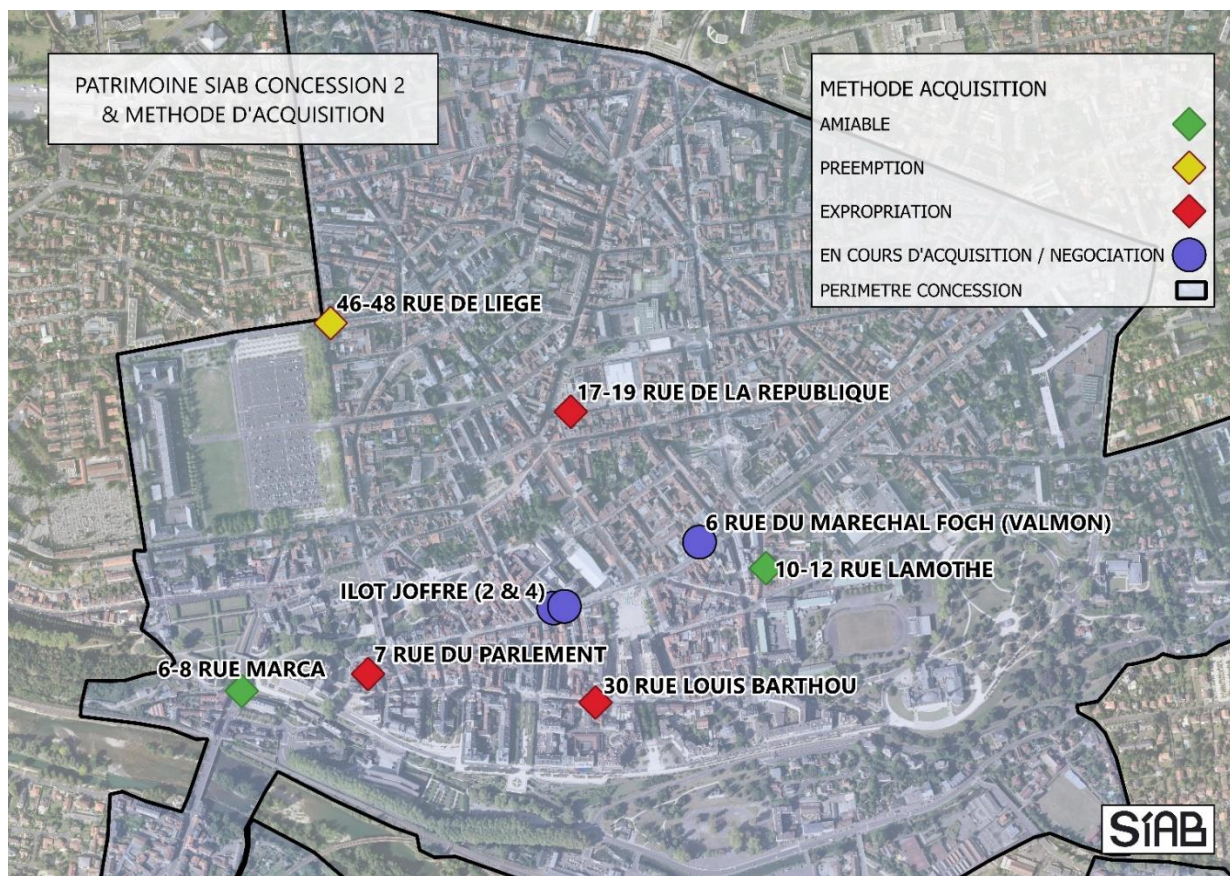 PATRIMOINE SIAB CONCESSION 2
& METHODE D'ACQUISITION
METHODE ACQUISITION
AMIABLE
PREEMPTION
EXPROPRIATION
EN COURS D'ACQUISITION / NEGOCIATION
PERIMETRE CONCESSION
46-48 RUE DE LIEGE
17-19 RUE DE LA REPUBLIQUE
6 RUE DU MARECHAL FOCH (VALMON)
10-12 RUE LAMOTHE
ILOT JOFFRE (2 & 4)
7 RUE DU PARLEMENT
6-8 RUE MARCA
30 RUE LOUIS BARTHOU
SIAB